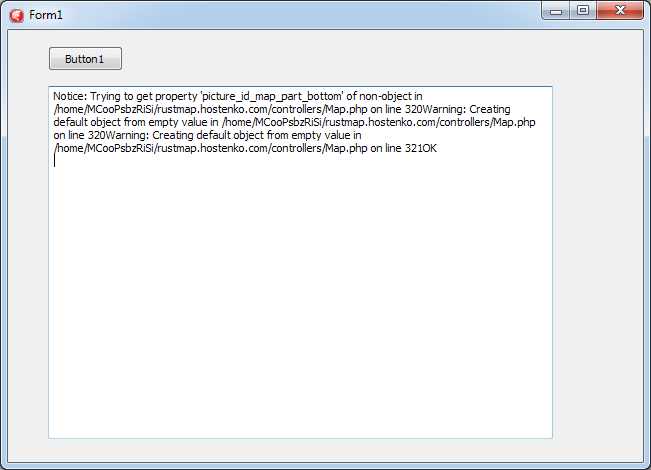 Form1
Button1
Notice: Trying to get property 'picture_id_map_part_bottom' of non-object in
/home/MCooPsbzRiSi/rustmap.hostenko.com/controllers/Map.php on line 320Warning: Creating
default object from empty value in /home/MCooPsbzRiSi/rustmap.hostenko.com/controllers/Map.php
on line 320Warning: Creating default object from empty value in
/home/MCooPsbzRiSi/rustmap.hostenko.com/controllers/Map.php on line 321OK